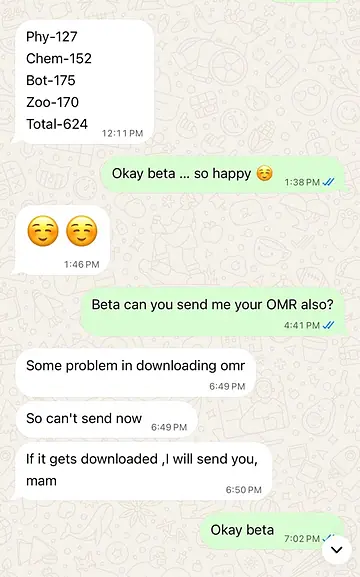 Phy-127
Chem-152
Bot-175
Zoo-170
Total-624
12:11 PM
Okay beta ... so happy ☺️
1:38 PM
☺️ ☺️
1:46 PM
Beta can you send me your OMR also?
4:41 PM
Some problem in downloading omr
6:49 PM
So can't send now
6:49 PM
If it gets downloaded ,I will send you,
mam
6:50 PM
Okay beta
7:02 PM